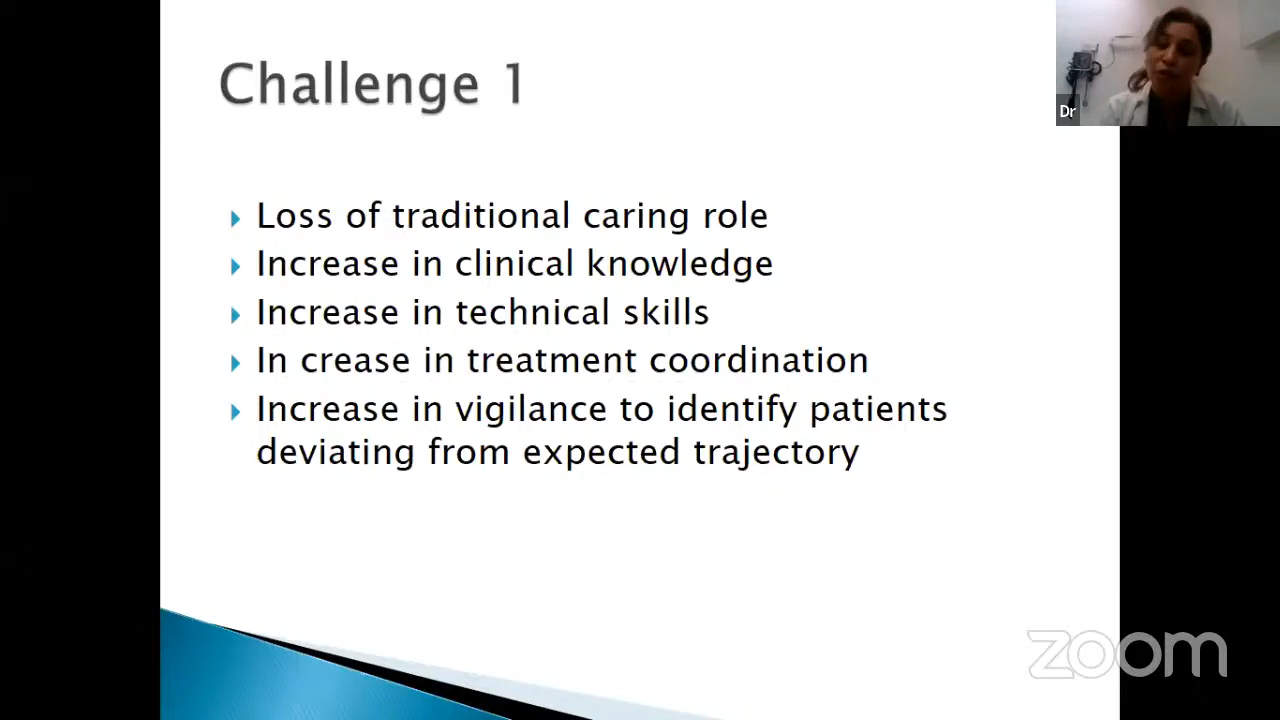 Challenge 1
Dr
Loss of traditional caring role
Increase in clinical knowledge
Increase in technical skills
In crease in treatment coordination
Increase in vigilance to identify patients
deviating from expected trajectory
zoom